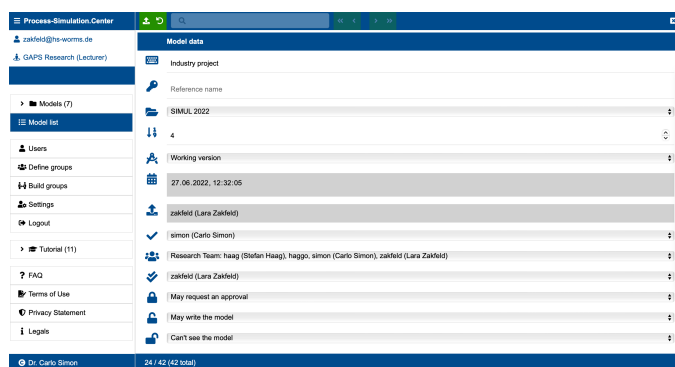 Process-Simulation.Center
zakfeld@hs-worms.de
GAPS Research (Lecturer)
Models (7)
Model list
Users
Define groups
Build groups
Settings
Logout
Tutorial (11)
FAQ
Terms of Use
Privacy Statement
Legals
Dr. Carlo Simon
Model data
Industry project
Reference name
SIMUL 2022
4
Working version
27.06.2022, 12:32:05
zakfeld (Lara Zakfeld)
simon (Carlo Simon)
Research Team: haag (Stefan Haag), haggo, simon (Carlo Simon), zakfeld (Lara Zakfeld)
zakfeld (Lara Zakfeld)
May request an approval
May write the model
Can't see the model
24 / 42 (42 total)